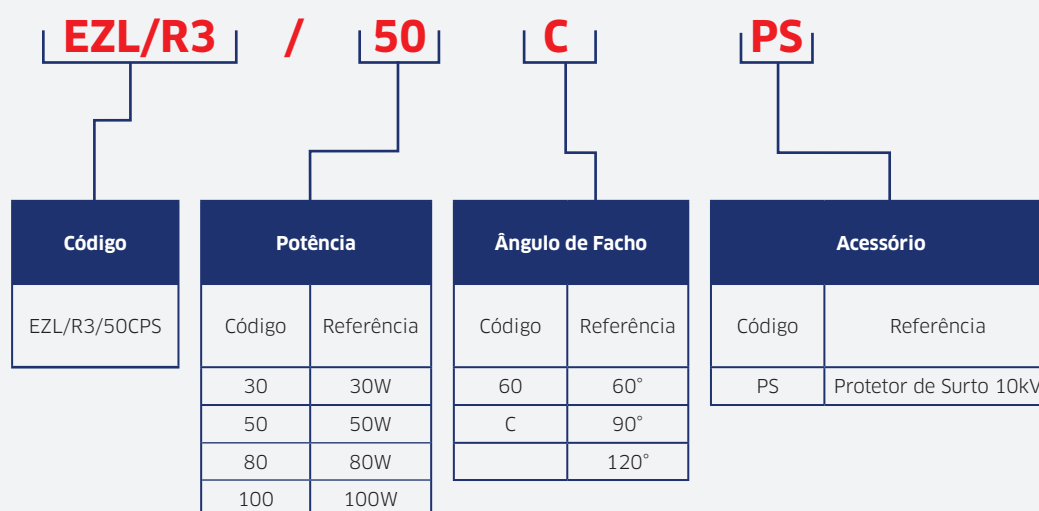 EZL/R3 / 50 C PS
Código
EZL/R3/50CPS
Potência
Código Referência
30 30W
50 50W
80 80W
100 100W
Ângulo de Facho
Código Referência
60 60°
C 90°
120°
Acessório
Código Referência
PS Protetor de Surto 10kV